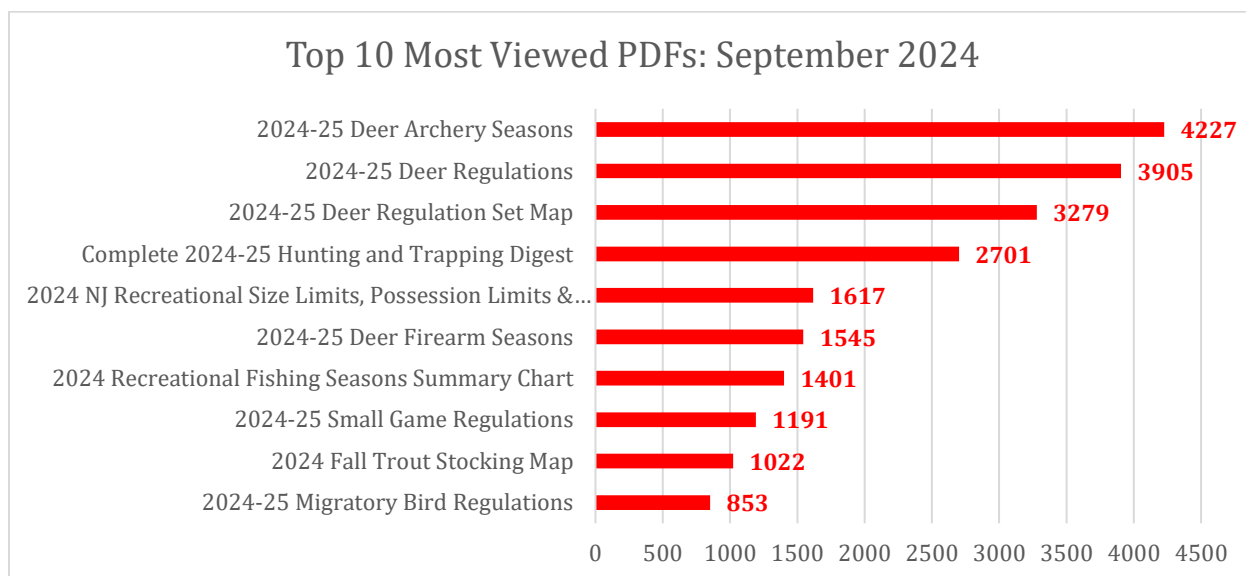 Top 10 Most Viewed PDFs: September 2024
2024-25 Deer Archery Seasons 4227
2024-25 Deer Regulations 3905
2024-25 Deer Regulation Set Map 3279
Complete 2024-25 Hunting and Trapping Digest 2701
2024 NJ Recreational Size Limits, Possession Limits &... 1617
2024-25 Deer Firearm Seasons 1545
2024 Recreational Fishing Seasons Summary Chart 1401
2024-25 Small Game Regulations 1191
2024 Fall Trout Stocking Map 1022
2024-25 Migratory Bird Regulations 853
0 500 1000 1500 2000 2500 3000 3500 4000 4500